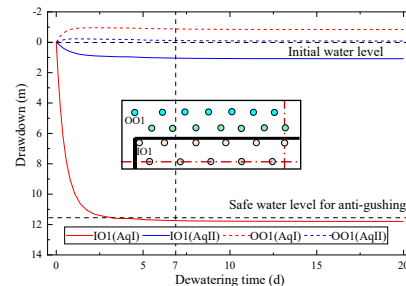 -2
0
2
4
6
8
10
12
14
Drawdown (m)
Initial water level
OO1
IO1
Safe water level for anti-gushing
IO1(AqI) IO1(AqII) OO1(AqI) OO1(AqII)
0 5 7 10 15 20
Dewatering time (d)